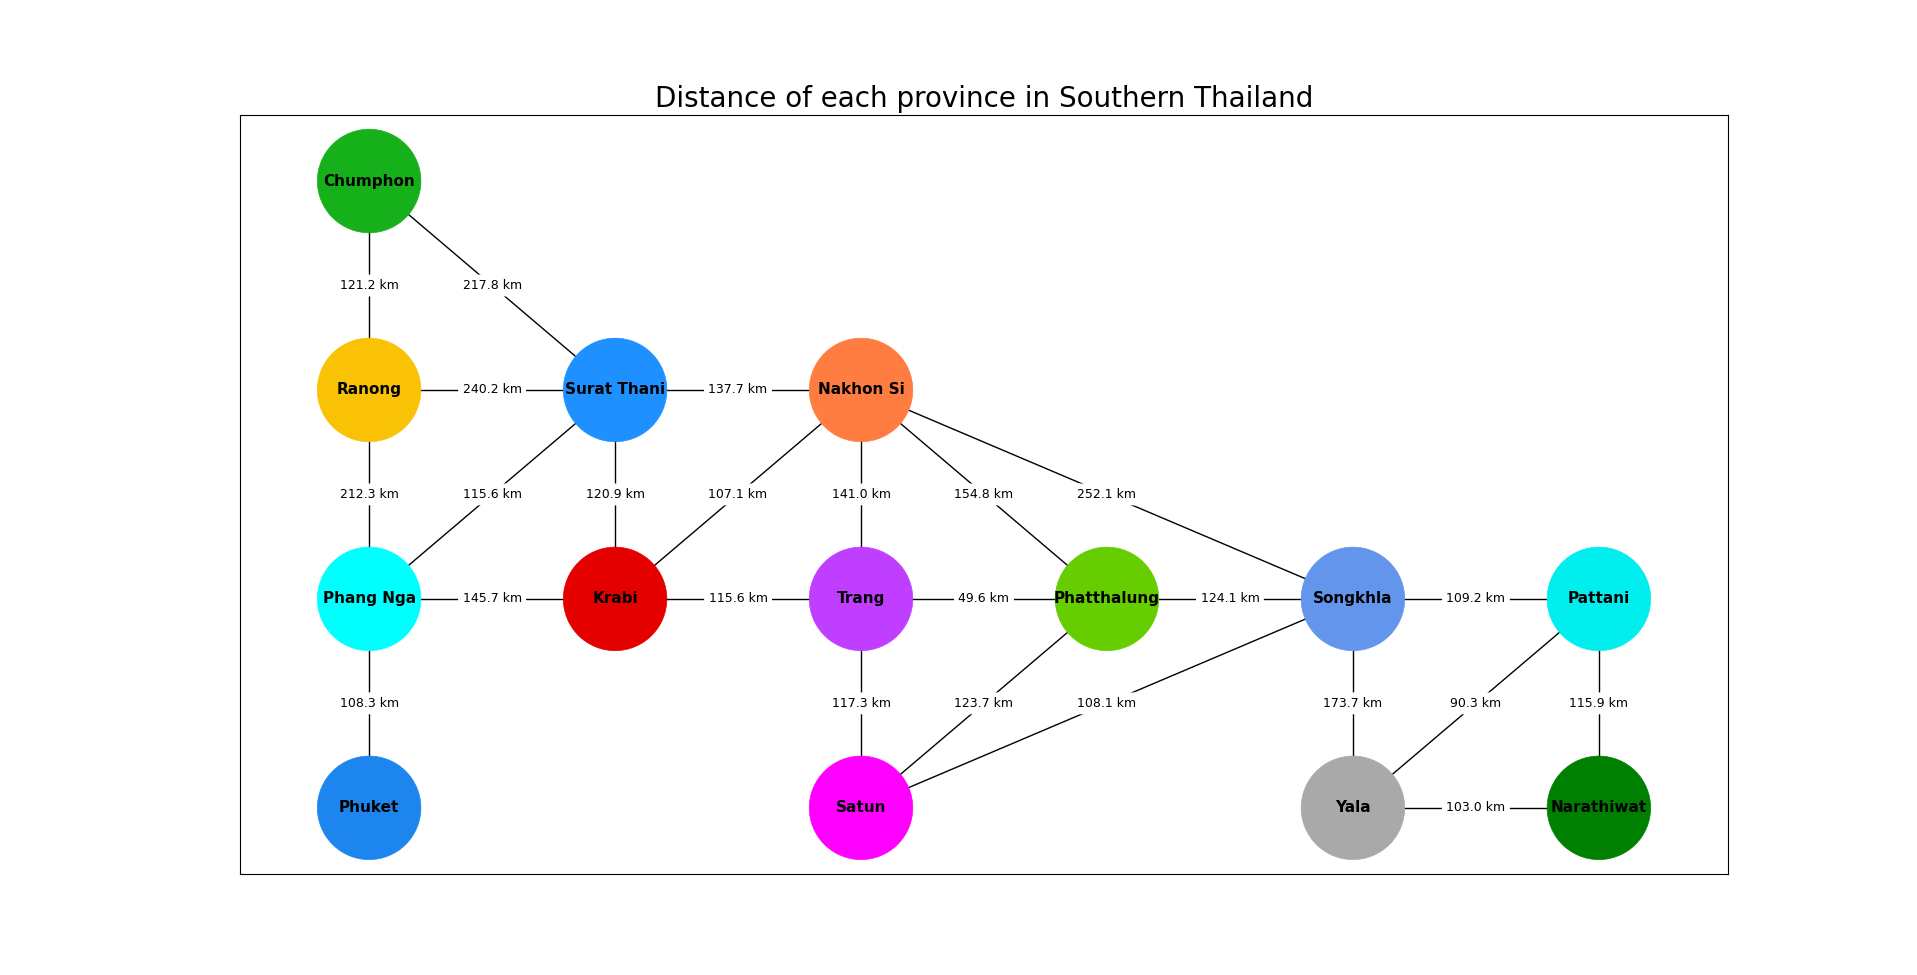 Distance of each province in Southern Thailand
Chumphon
121.2 km
217.8 km
Ranong
240.2 km
Surat Thani
137.7 km
Nakhon Si
212.3 km
115.6 km
120.9 km
107.1 km
141.0 km
154.8 km
252.1 km
Phang Nga
145.7 km
Krabi
115.6 km
Trang
49.6 km
Phatthalung
124.1 km
Songkhla
109.2 km
Pattani
108.3 km
117.3 km
123.7 km
108.1 km
173.7 km
90.3 km
115.9 km
Phuket
Satun
Yala
103.0 km
Narathiwat